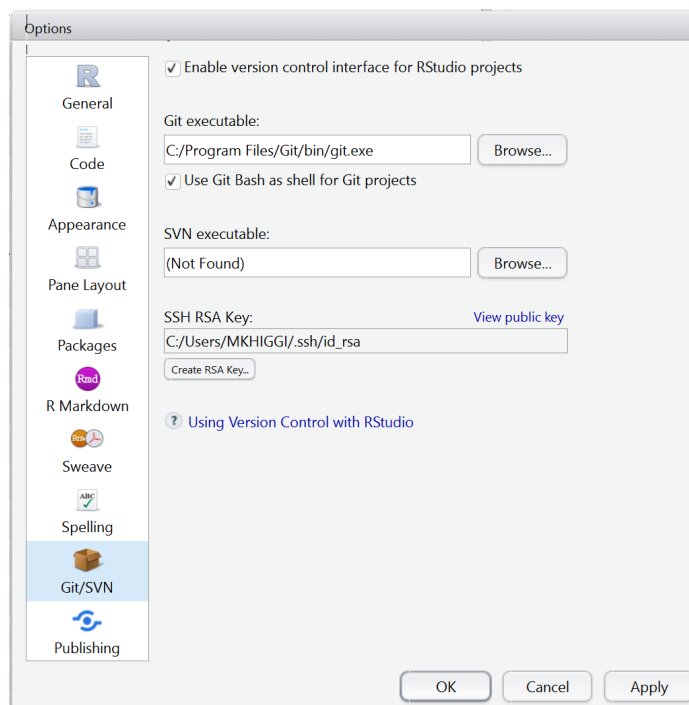 Options
General
Code
Appearance
Pane Layout
Packages
Rmd
R Markdown
Rnw
Sweave
ABC
Spelling
Git/SVN
Publishing
Enable version control interface for RStudio projects
Git executable:
C:/Program Files/Git/bin/git.exe
Browse...
Use Git Bash as shell for Git projects
SVN executable:
(Not Found)
Browse...
SSH RSA Key:
View public key
C:/Users/MKHIGGI/.ssh/id_rsa
Create RSA Key...
? Using Version Control with RStudio
OK
Cancel
Apply